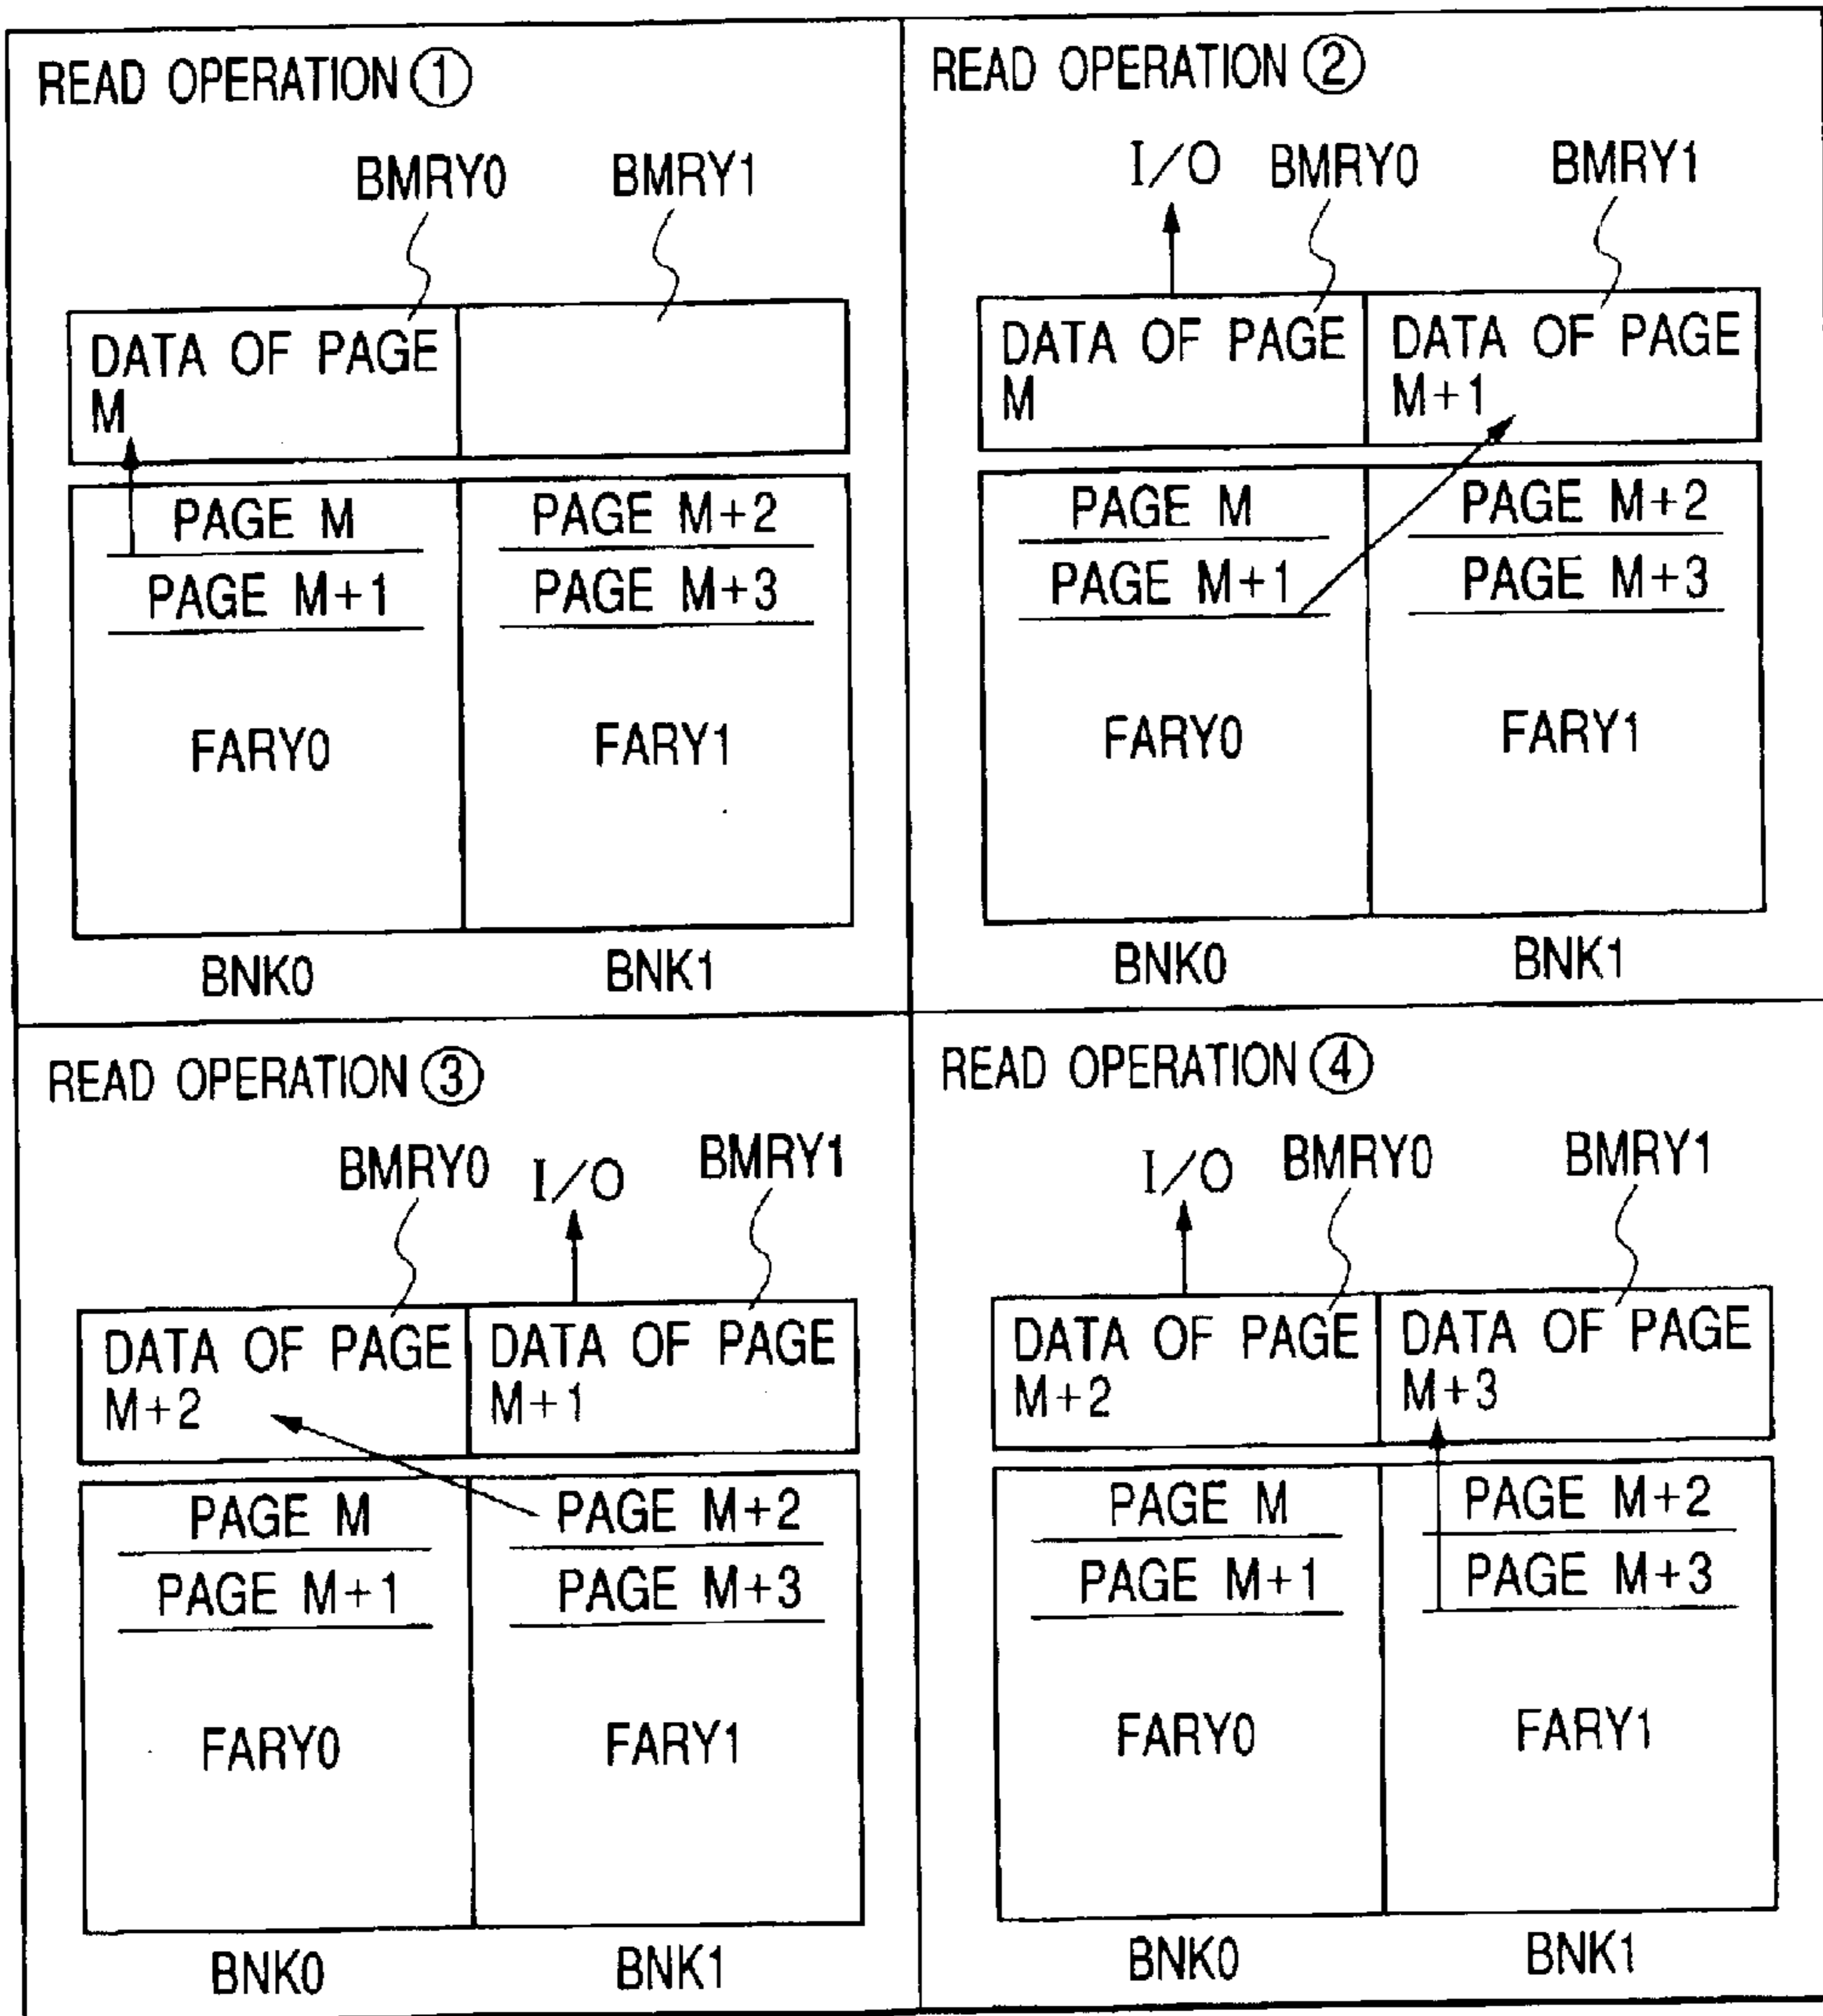 READ OPERATION ①
BMRY0 BMRY1
DATA OF PAGE
M
PAGE M PAGE M+2
PAGE M+1 PAGE M+3
FARY0 FARY1
BNK0 BNK1
READ OPERATION ②
I/O BMRY0 BMRY1
DATA OF PAGE DATA OF PAGE
M M+1
PAGE M PAGE M+2
PAGE M+1 PAGE M+3
FARY0 FARY1
BNK0 BNK1
READ OPERATION ③
BMRY0 I/O BMRY1
DATA OF PAGE DATA OF PAGE
M+2 M+1
PAGE M PAGE M+2
PAGE M+1 PAGE M+3
FARY0 FARY1
BNK0 BNK1
READ OPERATION ④
I/O BMRY0 BMRY1
DATA OF PAGE DATA OF PAGE
M+2 M+3
PAGE M PAGE M+2
PAGE M+1 PAGE M+3
FARY0 FARY1
BNK0 BNK1